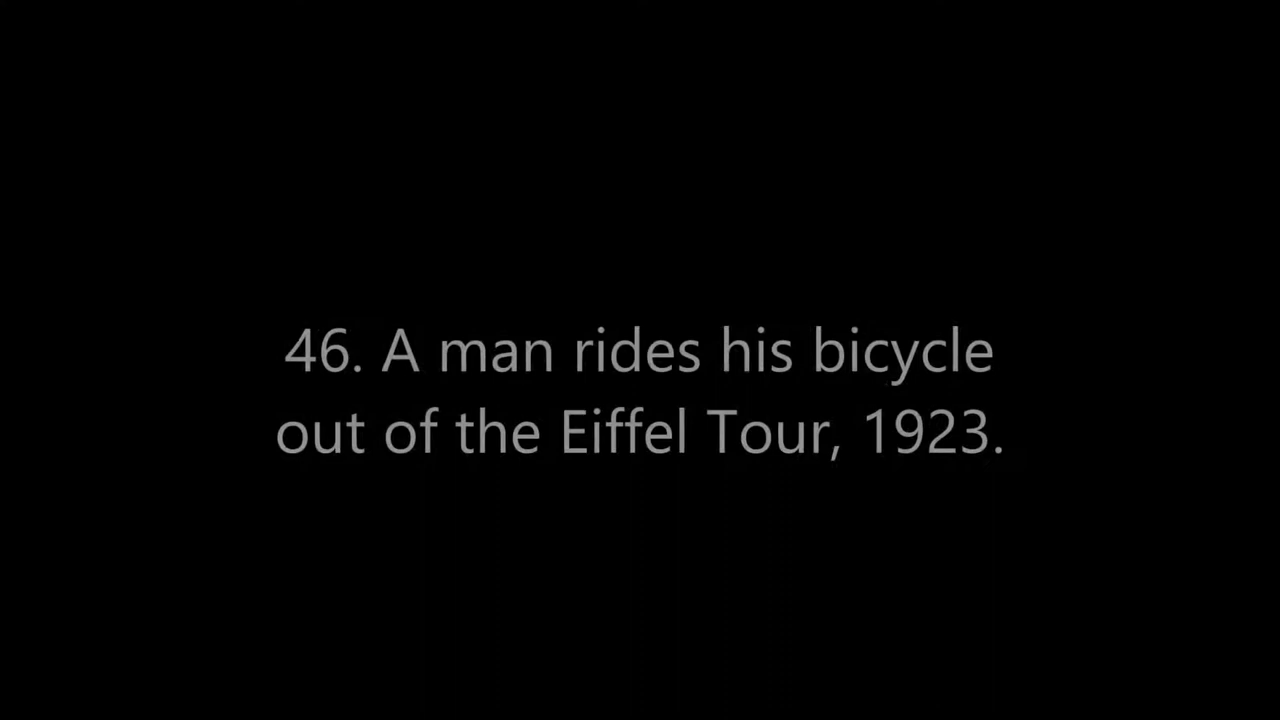 46. A man rides his bicycle
out of the Eiffel Tour, 1923.